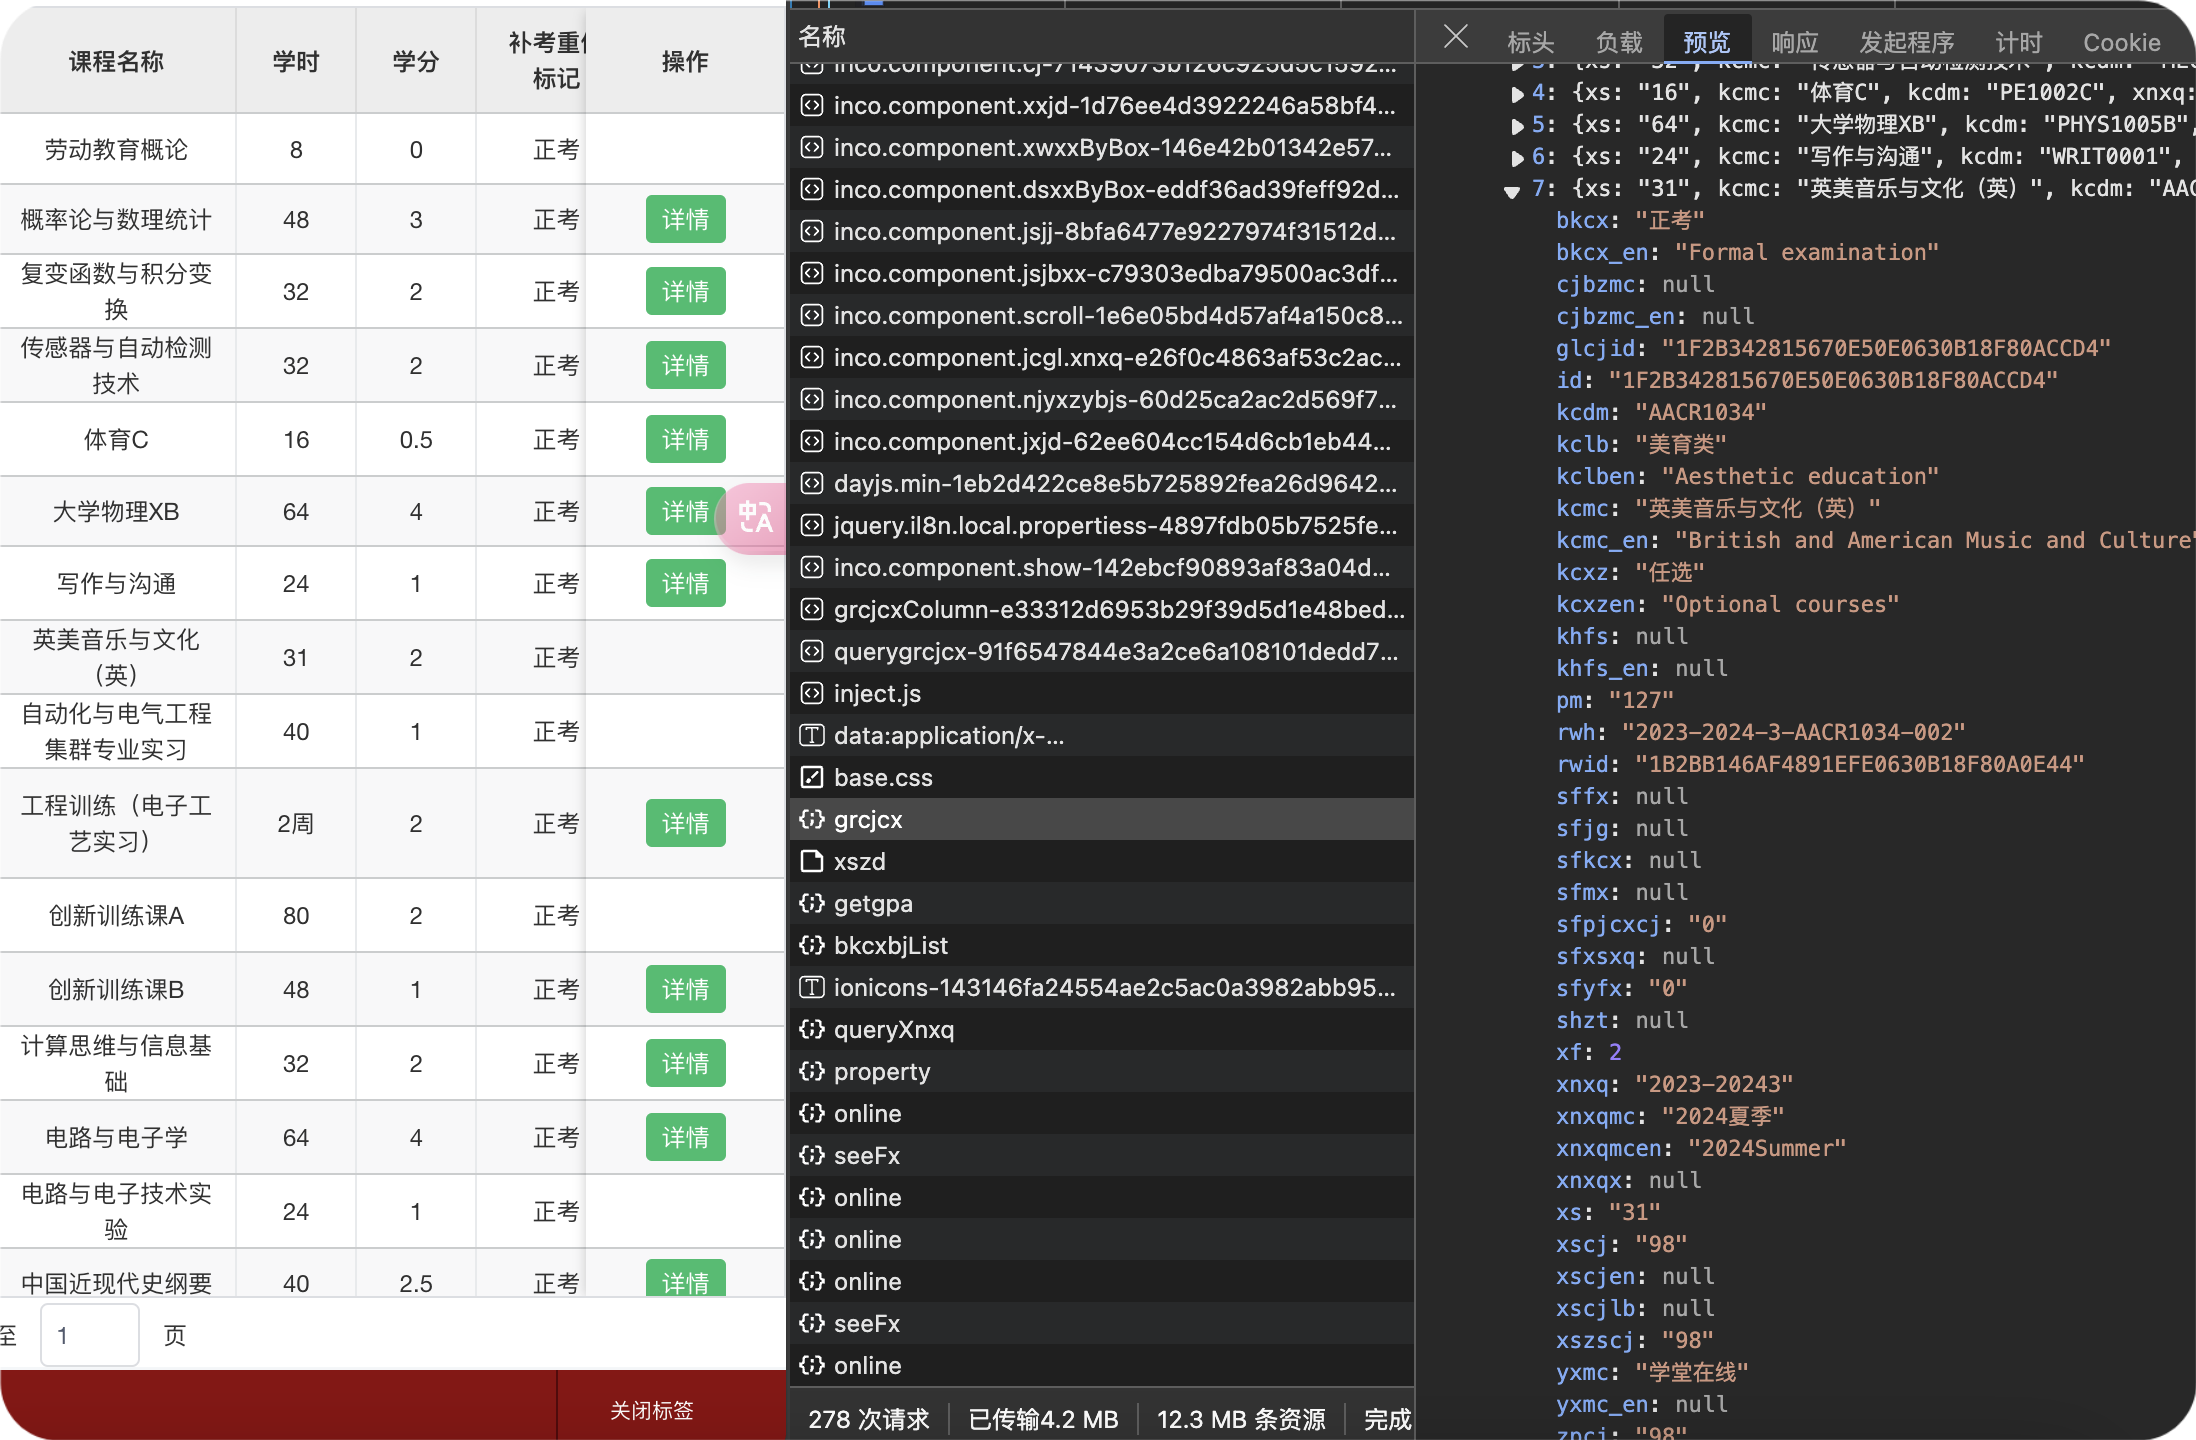 课程名称 学时 学分 补考重修标记 操作
劳动教育概论 8 0 正考
概率论与数理统计 48 3 正考 详情
复变函数与积分变
换 32 2 正考 详情
传感器与自动检测
技术 32 2 正考 详情
体育C 16 0.5 正考 详情
大学物理XB 64 4 正考 详情
写作与沟通 24 1 正考 详情
英美音乐与文化
（英） 31 2 正考
自动化与电气工程
集群专业实习 40 1 正考
工程训练（电子工
艺实习） 2周 2 正考 详情
创新训练课A 80 2 正考
创新训练课B 48 1 正考 详情
计算思维与信息基
础 32 2 正考 详情
电路与电子学 64 4 正考 详情
电路与电子技术实
验 24 1 正考
中国近现代史纲要 40 2.5 正考 详情
至 1 页
关闭标签
名称
inco.component.xxjd-1d76ee4d3922246a58bf4...
inco.component.xwxxByBox-146e42b01342e57...
inco.component.dsxxByBox-eddf36ad39feff92d...
inco.component.jsjj-8bfa6477e9227974f31512d...
inco.component.jsjbxx-c79303edba79500ac3df...
inco.component.scroll-1e6e05bd4d57af4a150c8...
inco.component.jcgl.xnxq-e26f0c4863af53c2ac...
inco.component.njyxzybjs-60d25ca2ac2d569f7...
inco.component.jxjd-62ee604cc154d6cb1eb44...
dayjs.min-1eb2d422ce8e5b725892fea26d9642...
jquery.il8n.local.propertiess-4897fdb05b7525fe...
inco.component.show-142ebcf90893af83a04d...
grcjcxColumn-e33312d6953b29f39d5d1e48bed...
querygrcjcx-91f6547844e3a2ce6a108101dedd7...
inject.js
data:application/x-...
base.css
grcjcx
xszd
getgpa
bkcxbjList
ionicons-143146fa24554ae2c5ac0a3982abb95...
queryXnxq
property
online
seeFx
online
online
online
seeFx
online
278 次请求 已传输4.2 MB 12.3 MB 条资源 完成
标头 负载 预览 响应 发起程序 计时 Cookie
4: {xs: "16", kcmc: "体育C", kcdm: "PE1002C", xnxq:
5: {xs: "64", kcmc: "大学物理XB", kcdm: "PHYS1005B",
6: {xs: "24", kcmc: "写作与沟通", kcdm: "WRIT0001",
7: {xs: "31", kcmc: "英美音乐与文化（英）", kcdm: "AAC
bkcx: "正考"
bkcx_en: "Formal examination"
cjbzmc: null
cjbzmc_en: null
glcjid: "1F2B342815670E50E0630B18F80ACCD4"
id: "1F2B342815670E50E0630B18F80ACCD4"
kcdm: "AACR1034"
kclb: "美育类"
kclben: "Aesthetic education"
kcmc: "英美音乐与文化（英）"
kcmc_en: "British and American Music and Culture"
kcxz: "任选"
kcxzen: "Optional courses"
khfs: null
khfs_en: null
pm: "127"
rwh: "2023-2024-3-AACR1034-002"
rwid: "1B2BB146AF4891EFE0630B18F80A0E44"
sffx: null
sfjg: null
sfkcx: null
sfmx: null
sfpjcxcj: "0"
sfxsxq: null
sfyfx: "0"
shzt: null
xf: 2
xnxq: "2023-20243"
xnxqmc: "2024夏季"
xnxqmcen: "2024Summer"
xnxqx: null
xs: "31"
xscj: "98"
xscjen: null
xscjlb: null
xszscj: "98"
yxmc: "学堂在线"
yxmc_en: null
zpcj: "98"